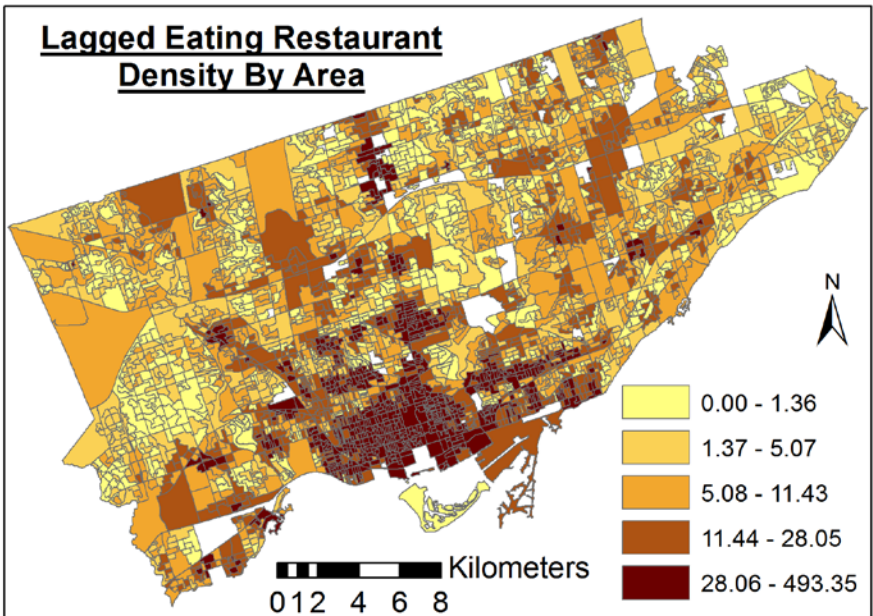 Lagged Eating Restaurant
Density By Area
N
0.00 - 1.36
1.37 - 5.07
5.08 - 11.43
11.44 - 28.05
28.06 - 493.35
Kilometers
0 1 2 4 6 8